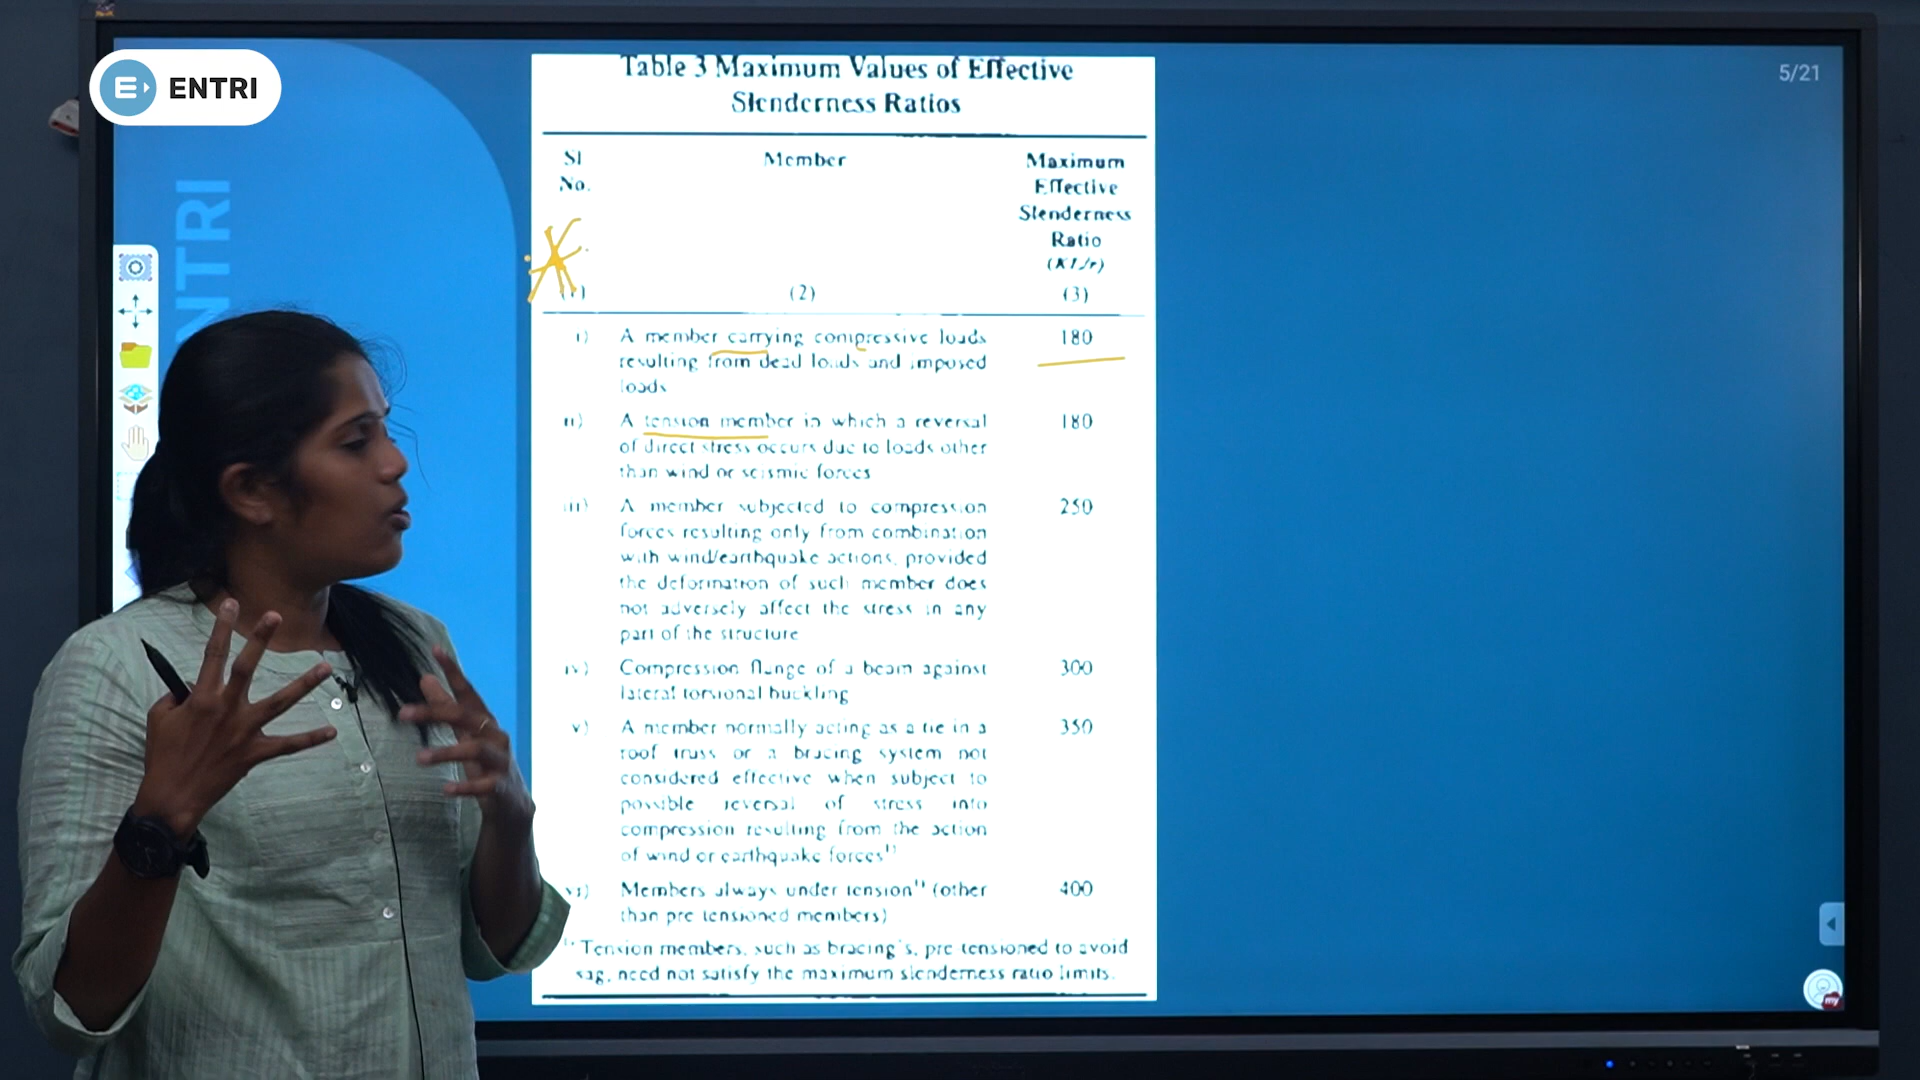 ENTRI
5/21
ENTRI
Table 3 Maximum Values of Effective
Slenderness Ratios
Sl
No.
Member
Maximum
Effective
Slenderness
Ratio
(KL/r)
(2)
(3)
i) A member carrying compressive loads 180
resulting from dead loads and imposed
loads
ii) A tension member in which a reversal 180
of direct stress occurs due to loads other
than wind or seismic forces
iii) A member subjected to compression 250
forces resulting only from combination
with wind/earthquake actions, provided
the deformation of such member does
not adversely affect the stress in any
part of the structure
iv) Compression flange of a beam against 300
lateral torsional buckling
v) A member normally acting as a tie in a 350
roof truss or a bracing system not
considered effective when subject to
possible reversal of stress into
compression resulting from the action
of wind or earthquake forces¹⁾
vi) Members always under tension¹⁾ (other 400
than pre tensioned members)
¹⁾ Tension members, such as bracing's, pre tensioned to avoid
sag, need not satisfy the maximum slenderness ratio limits.
my